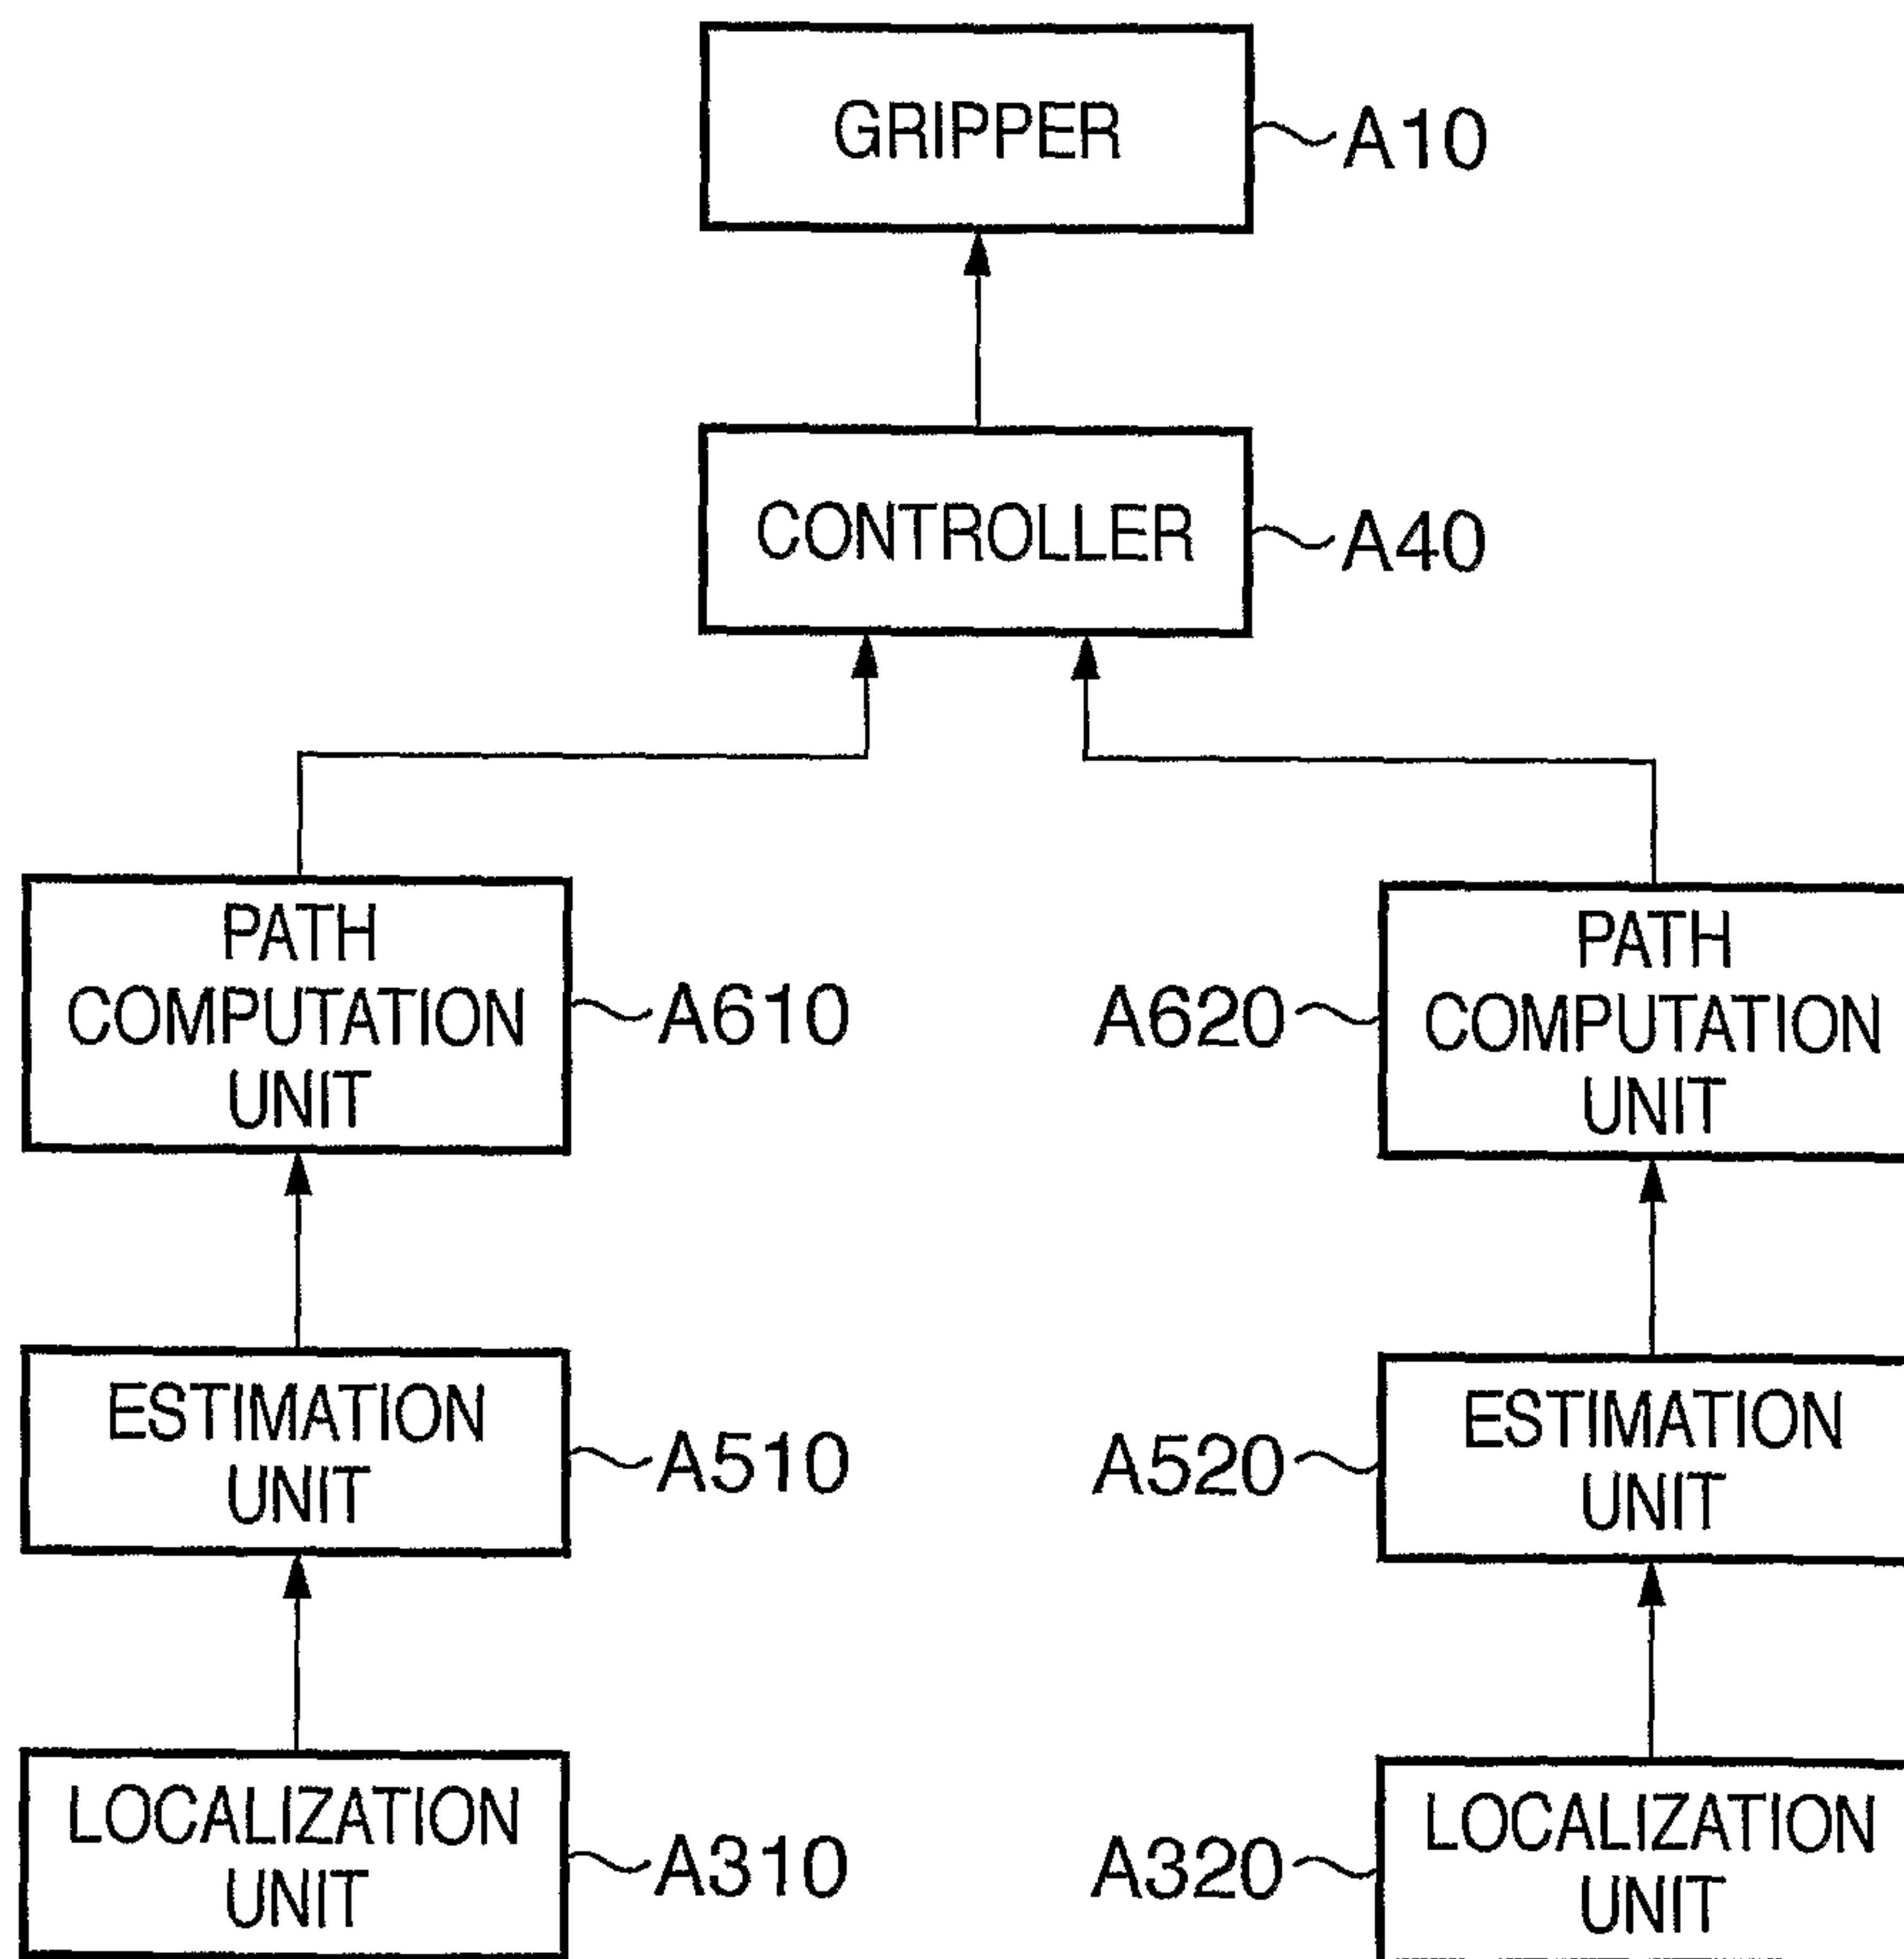 GRIPPER
A10
CONTROLLER
A40
PATH
COMPUTATION
UNIT
A610
A620
PATH
COMPUTATION
UNIT
ESTIMATION
UNIT
A510
A520
ESTIMATION
UNIT
LOCALIZATION
UNIT
A310
A320
LOCALIZATION
UNIT